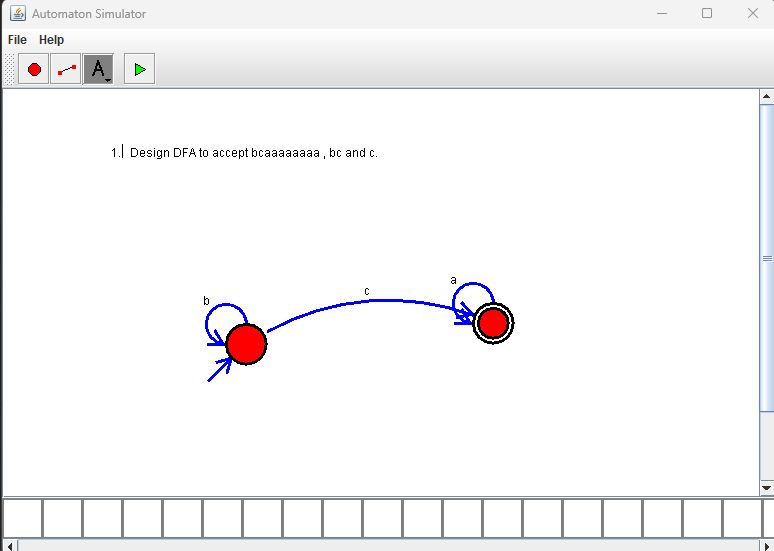 Automaton Simulator
File Help
A
1. Design DFA to accept bcaaaaaaaa , bc and c.
c
a
b